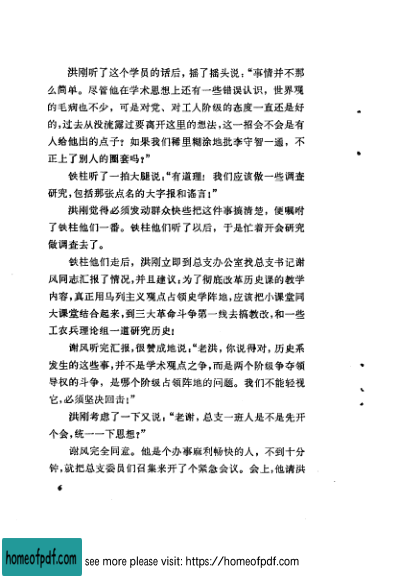 洪刚听了这个学员的话后，摇了摇头说：“事情并不那
么简单。尽管他在学术思想上还有一些错误认识，世界观
的毛病也不少，可是对党、对工人阶级的态度一直还是好
的，过去从没流露过要离开这里的想法，这一招会不会是有
人给他出的点子？如果我们稀里糊涂地批李守智一通，不
正上了别人的圈套吗？”
铁柱听了一拍大腿说：“有道理！我们应该做一些调查
研究，包括那张点名的大字报和谣言！”
洪刚觉得必须发动群众快些把这件事搞清楚，便嘱咐
了铁柱他们一番。铁柱他们听了以后，于是忙着开会研究
做调查去了。
铁柱他们走后，洪刚立即到总支办公室找总支书记谢
风同志汇报了情况，并且建议：为了彻底改革历史课的教学
内容，真正用马列主义观点占领史学阵地，应该把小课堂同
大课堂结合起来，到三大革命斗争第一线去搞教改，和一些
工农兵理论组一道研究历史！
谢风听完汇报，很赞成地说，“老洪，你说得对，历史系
发生的这些事，并不是学术观点之争，而是两个阶级争夺领
导权的斗争，是哪个阶级占领阵地的问题。我们不能轻视
它，必须坚决回击！”
洪刚考虑了一下又说：“老谢，总支一班人是不是先开
个会，统一一下思想？”
谢风完全同意。他是个办事麻利畅快的人，不到十分
钟，就把总支委员们召集来开了个紧急会议。会上，他请洪
6
homeofpdf.com
see more please visit: https://homeofpdf.com